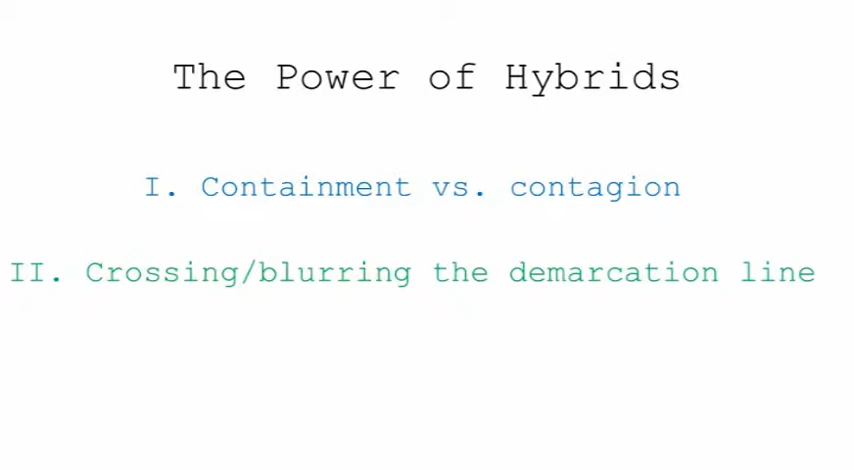 The Power of Hybrids
I. Containment vs. contagion
II. Crossing/blurring the demarcation line